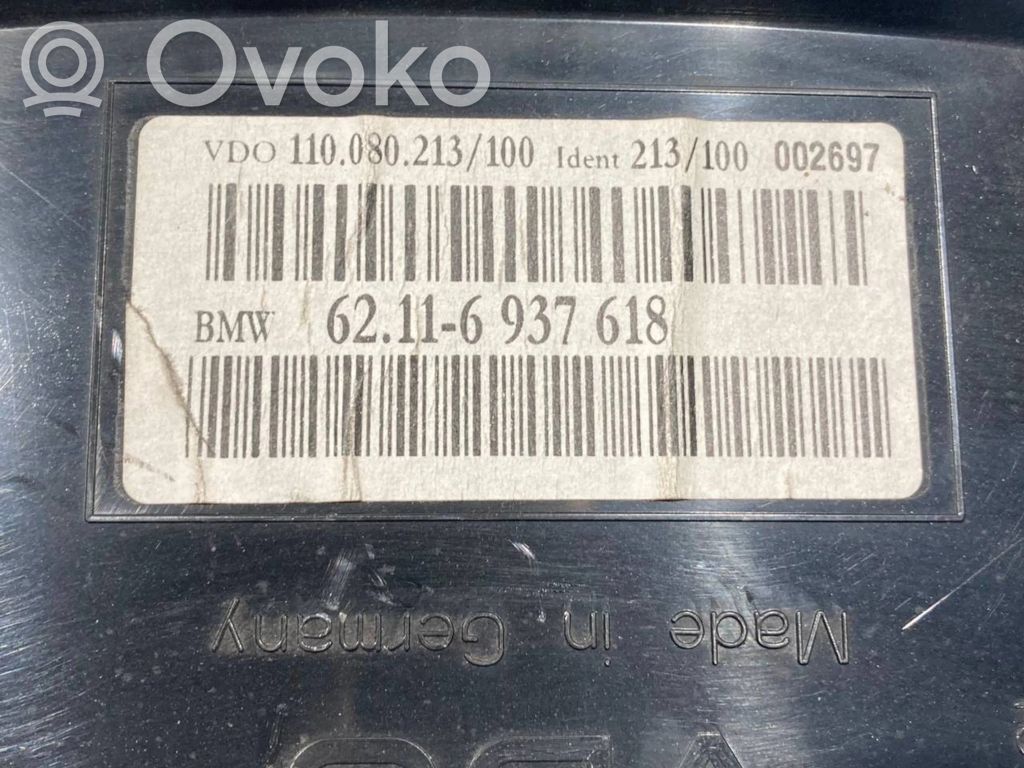 Ovoko
VDO 110.080.213/100 Ident 213/100 002697
BMW 62.11-6 937 618
Made in Germany
VDO